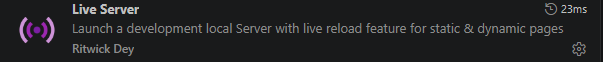 Live Server 23ms
Launch a development local Server with live reload feature for static & dynamic pages
Ritwick Dey